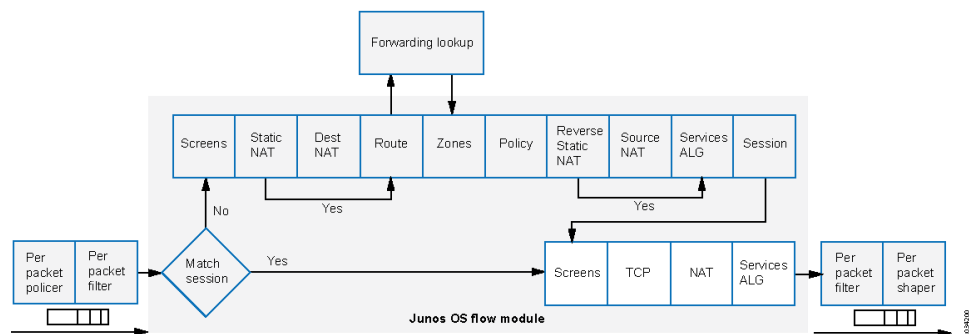 Forwarding lookup
Screens
Static
NAT
Dest
NAT
Route
Zones
Policy
Reverse
Static
NAT
Source
NAT
Services
ALG
Session
Yes
Yes
No
Per
packet
policer
Per
packet
filter
Match
session
Yes
Screens
TCP
NAT
Services
ALG
Per
packet
filter
Per
packet
shaper
Junos OS flow module
g034200